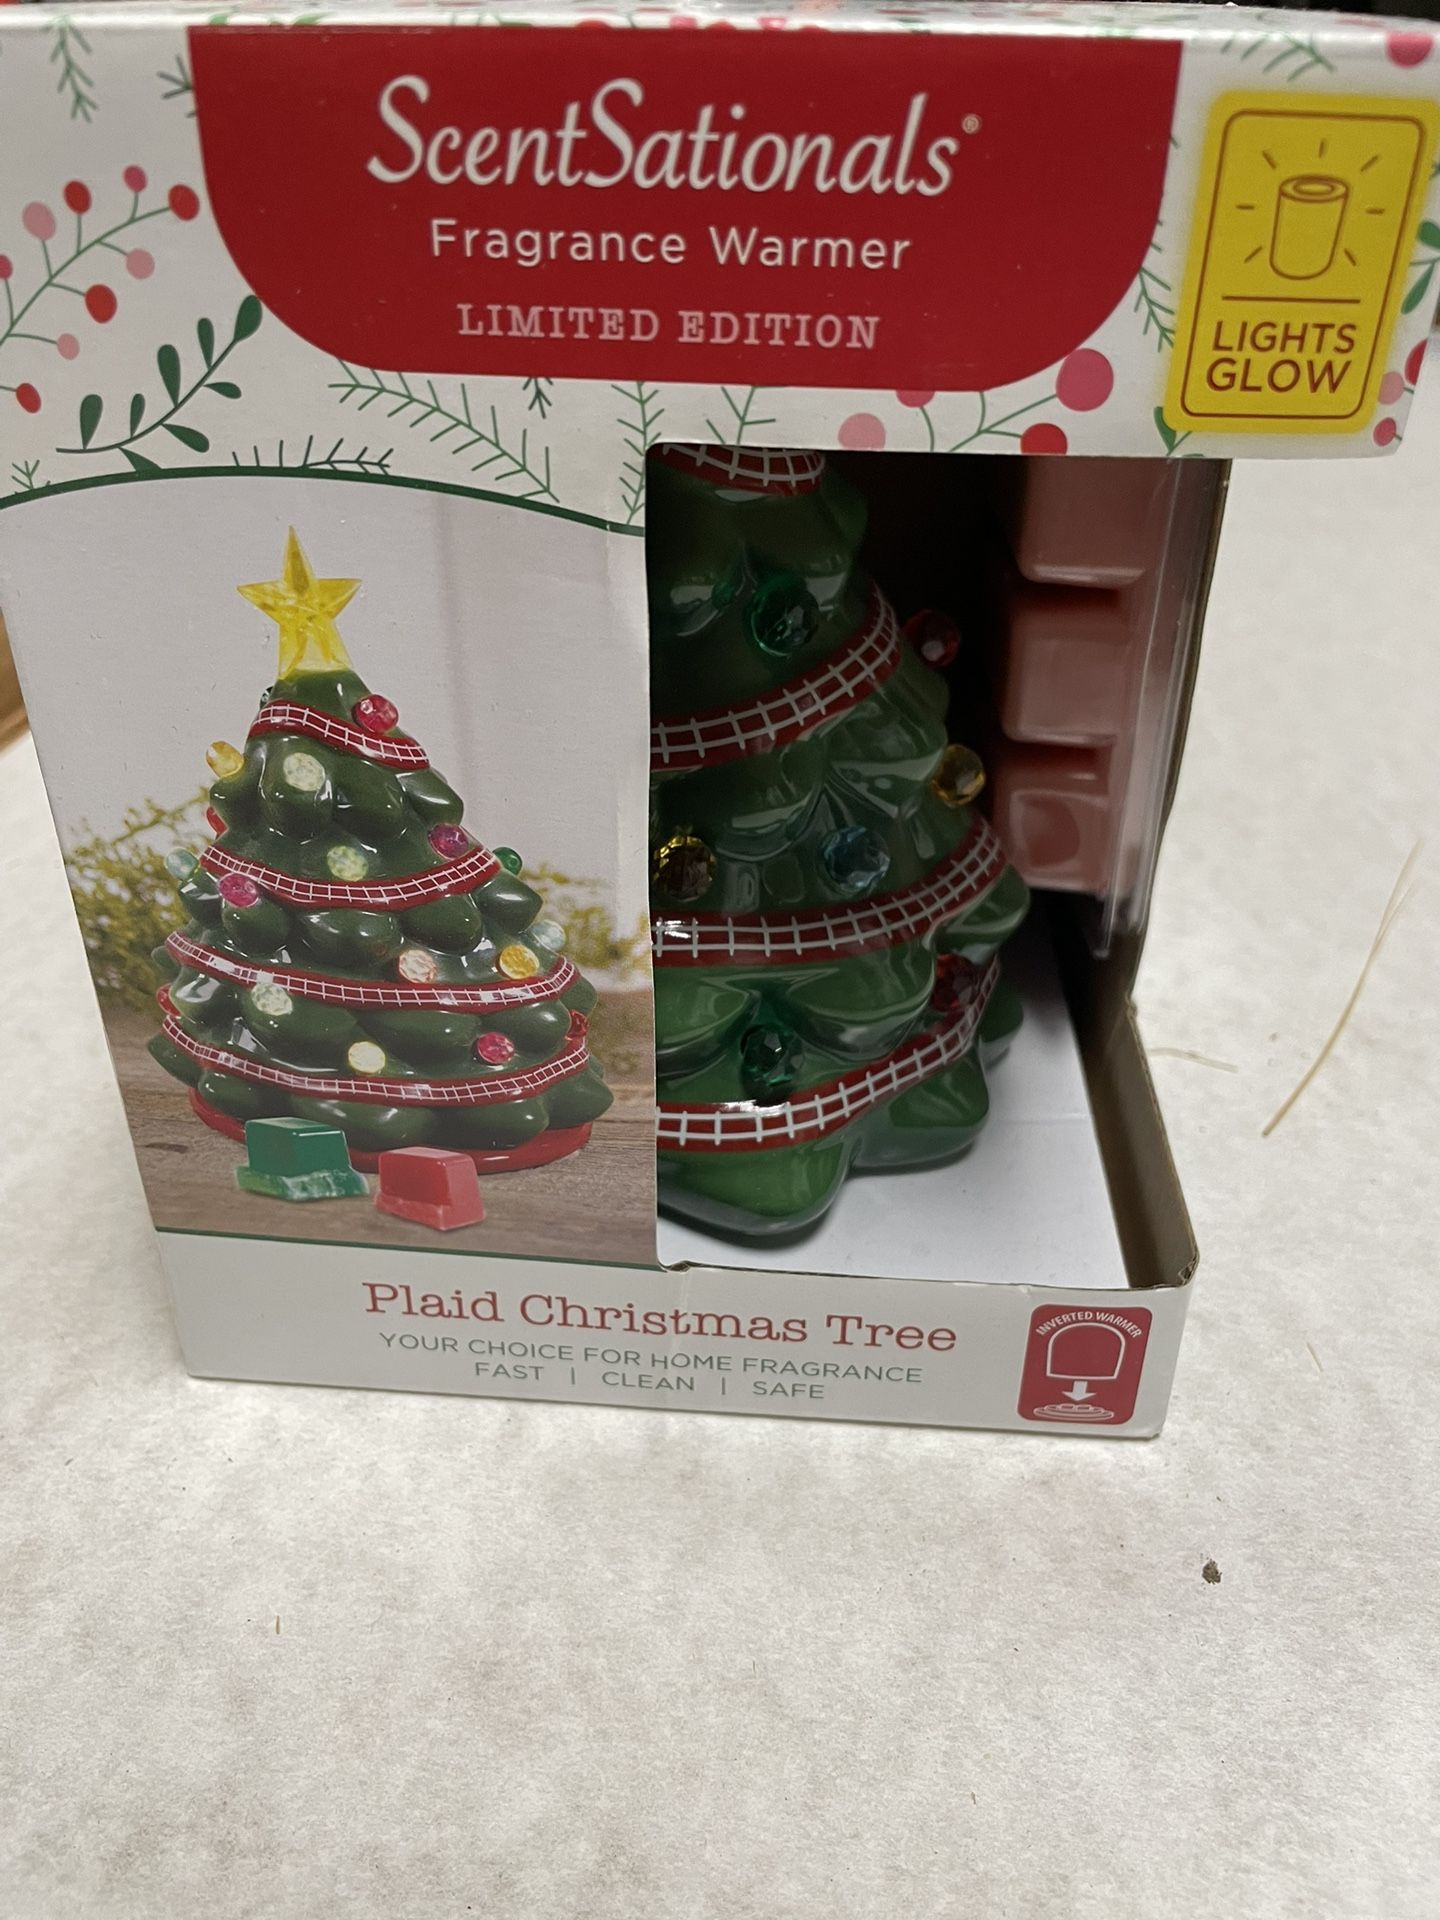 ScentSationals®
Fragrance Warmer
LIMITED EDITION
LIGHTS
GLOW
Plaid Christmas Tree
YOUR CHOICE FOR HOME FRAGRANCE
FAST | CLEAN | SAFE
INVERTED WARMER